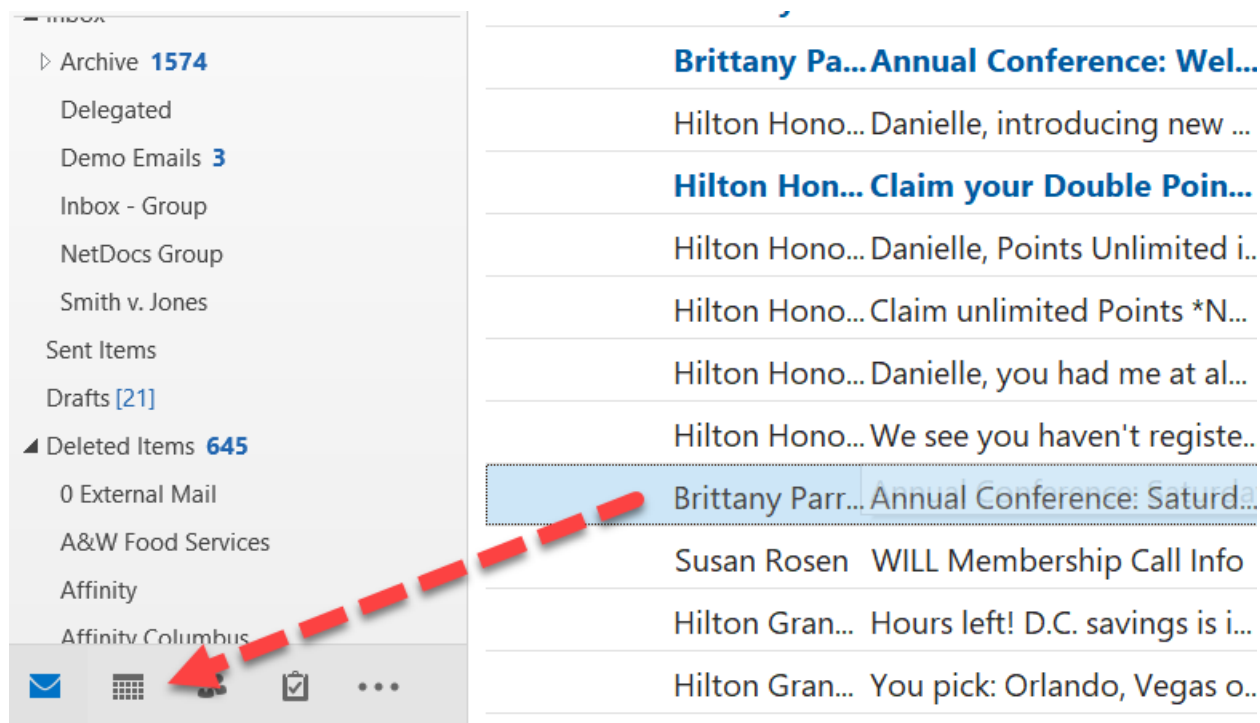 Inbox
Archive 1574
Delegated
Demo Emails 3
Inbox - Group
NetDocs Group
Smith v. Jones
Sent Items
Drafts [21]
Deleted Items 645
0 External Mail
A&W Food Services
Affinity
Affinity Columbus
Brittany Pa... Annual Conference: Wel...
Hilton Hono... Danielle, introducing new ...
Hilton Hon... Claim your Double Poin...
Hilton Hono... Danielle, Points Unlimited i...
Hilton Hono... Claim unlimited Points *N...
Hilton Hono... Danielle, you had me at al...
Hilton Hono... We see you haven't registe...
Brittany Parr... Annual Conference: Saturd...
Susan Rosen WILL Membership Call Info
Hilton Gran... Hours left! D.C. savings is i...
Hilton Gran... You pick: Orlando, Vegas o...